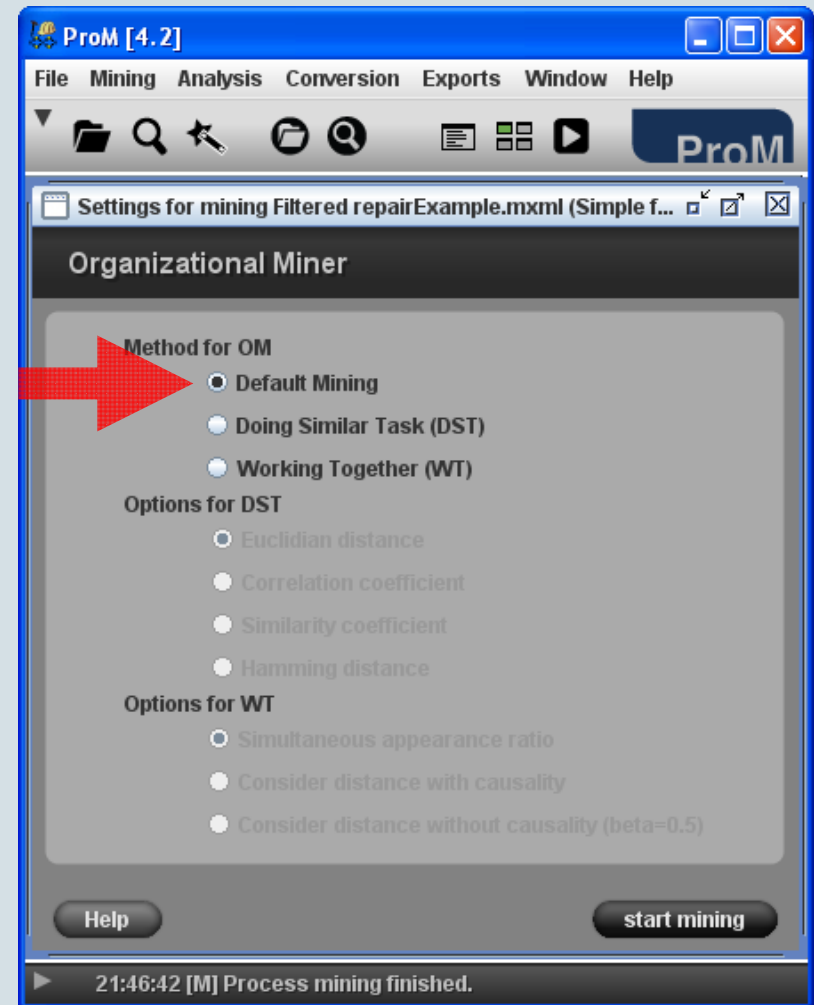 ProM [4.2]
File Mining Analysis Conversion Exports Window Help
ProM
Settings for mining Filtered repairExample.mxml (Simple f...
Organizational Miner
Method for OM
Default Mining
Doing Similar Task (DST)
Working Together (WT)
Options for DST
Euclidian distance
Correlation coefficient
Similarity coefficient
Hamming distance
Options for WT
Simultaneous appearance ratio
Consider distance with causality
Consider distance without causality (beta=0.5)
Help start mining
21:46:42 [M] Process mining finished.